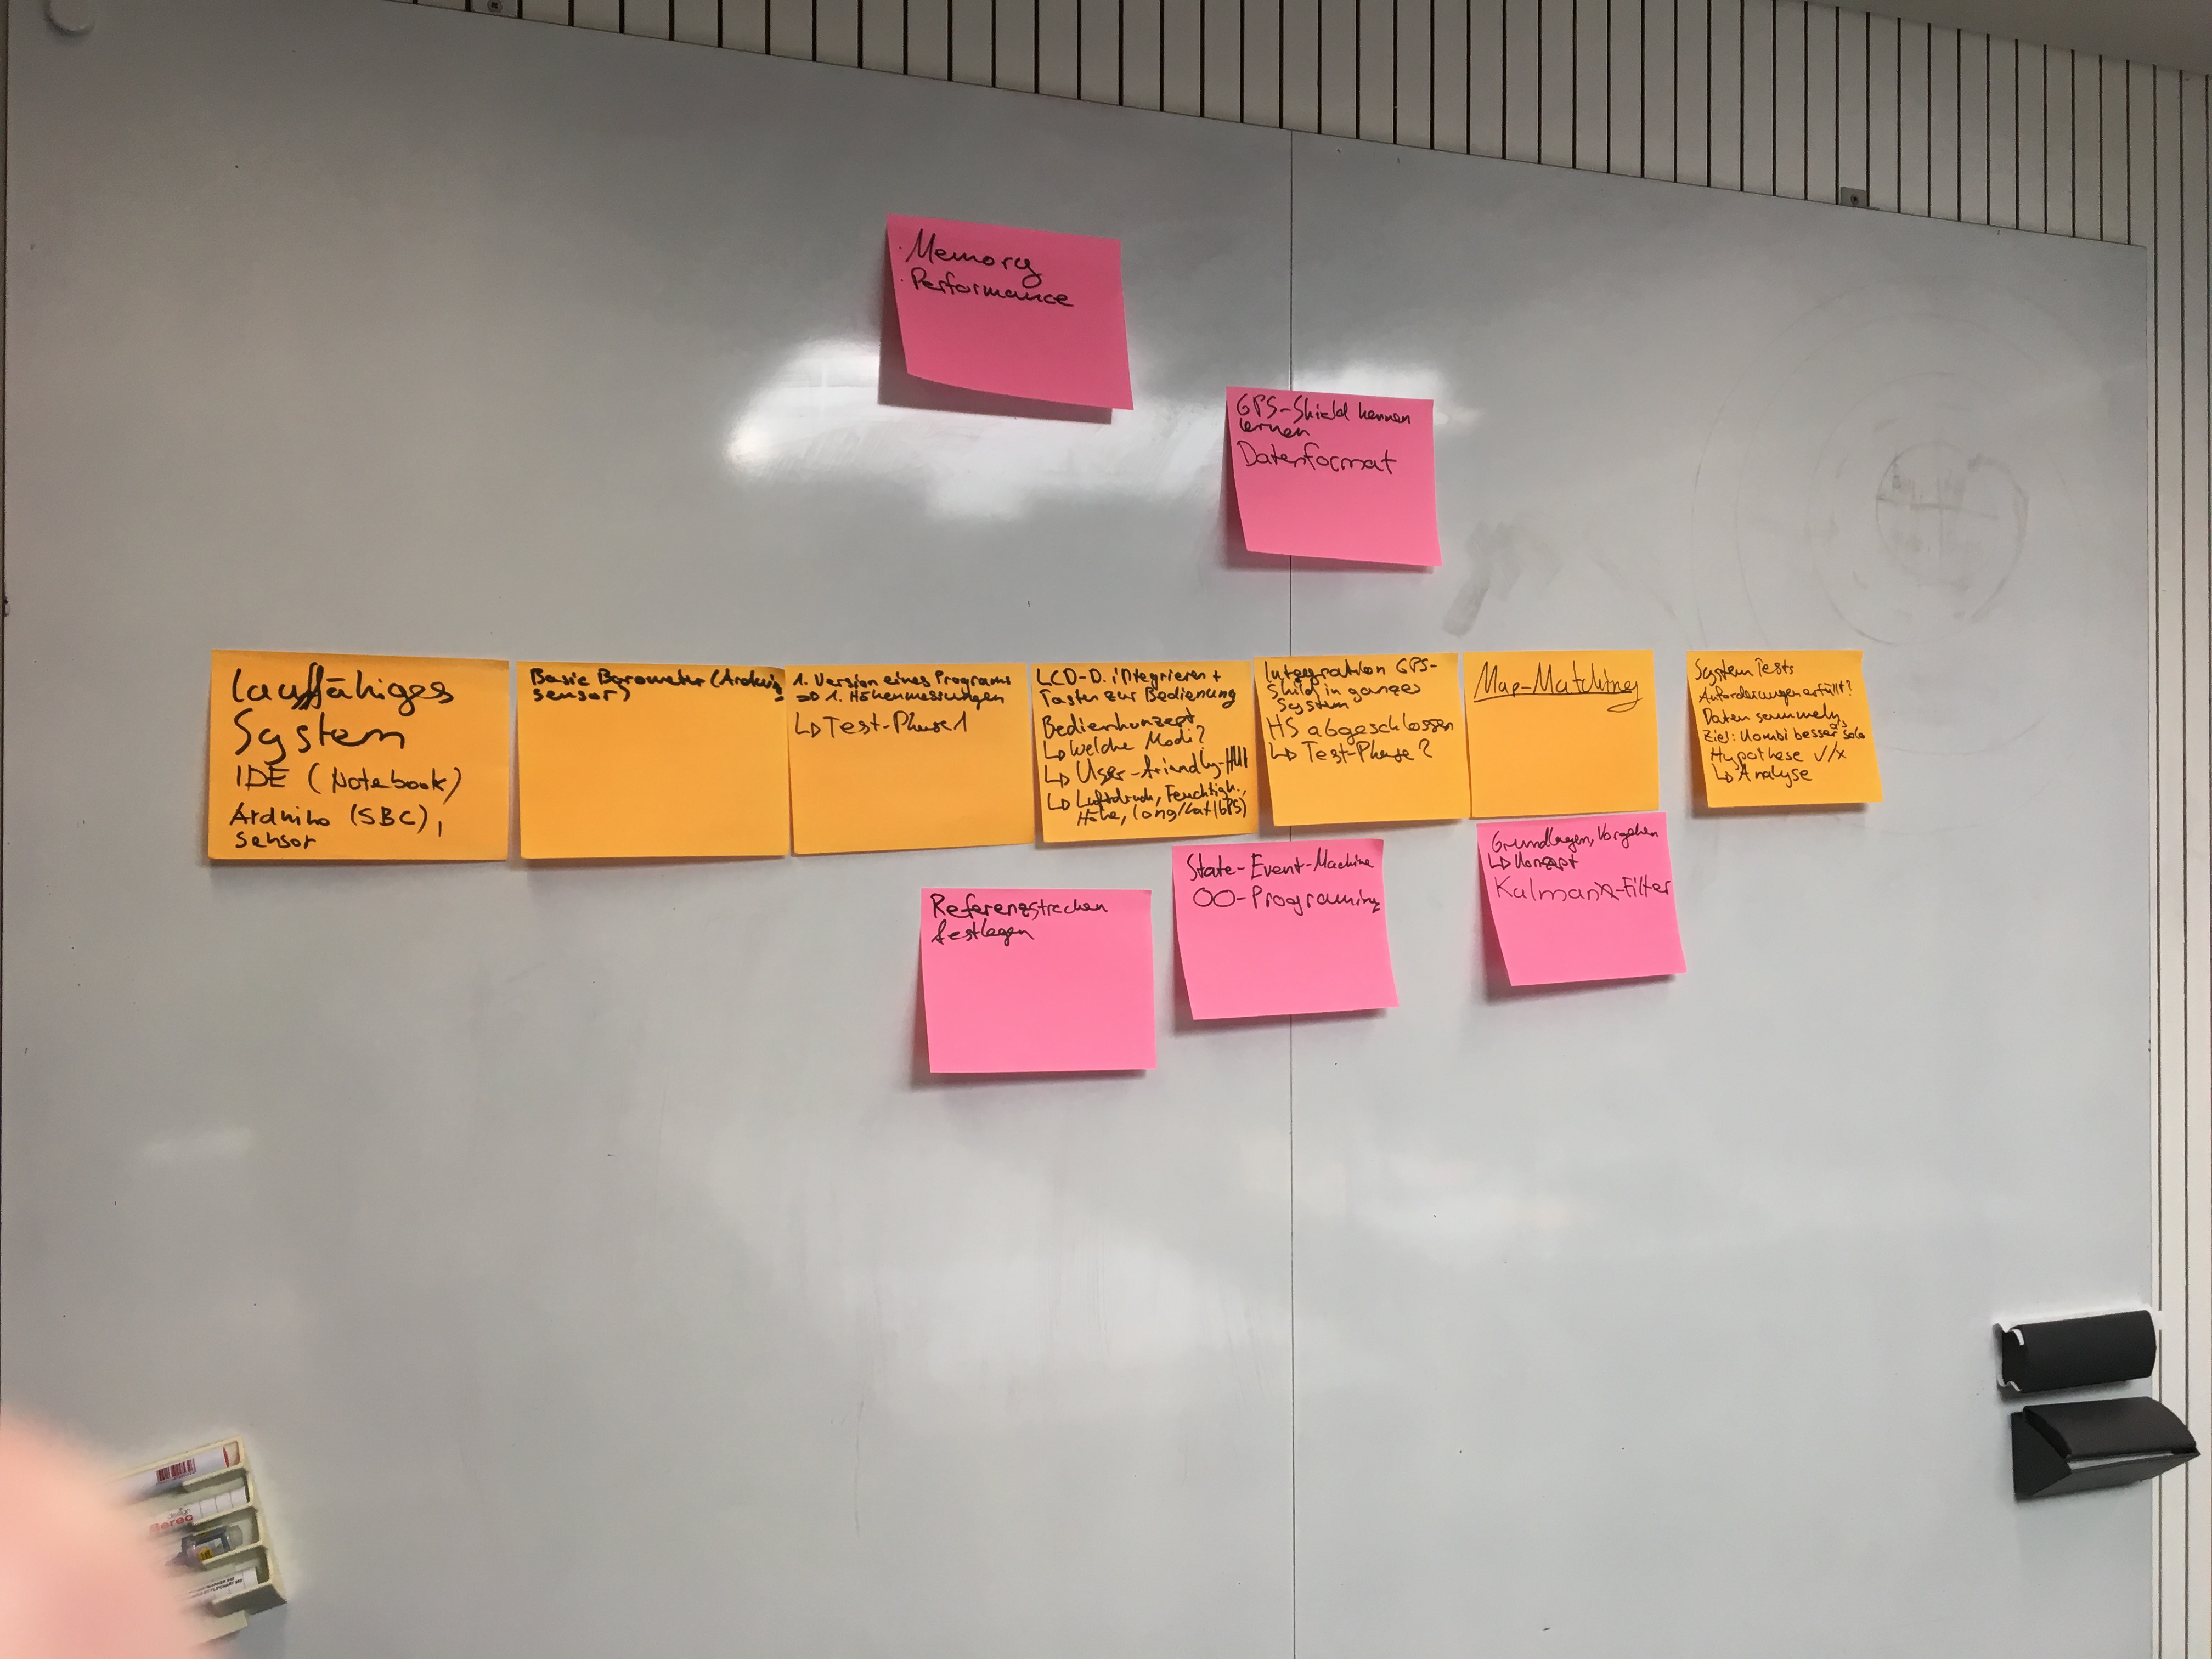 · Memory
· Performance
GPS-Shield kennen
lernen
Datenformat
lauffähiges
System
IDE (Notebook)
Arduino (SBC),
Sensor
Basic Barometer (Arduin,
sensor)
1. Version eines Programs
=> 1. Höhenmessungen
↳ Test-Phase 1
LCD-D. integrieren +
Tasten zur Bedienung
Bedienkonzept
↳ Welche Modi?
↳ User-friendly-HMI
↳ Luftdruck, Feuchtigk.,
Höhe, long/lat (GPS)
Integration GPS-
Shild in ganzes
System
HS abgeschlossen
↳ Test-Phase 2
Map-Matching
System Tests
Anforderungen erfüllt?
Daten sammeln,
Ziel: Kombi besser als solo
Hypothese ✓/x
↳ Analyse
Referenzstrecken
festlegen
State-Event-Machine
OO-Programing
Grundlagen, Vorgehen
↳ Konzept
Kalman-Filter
Berec